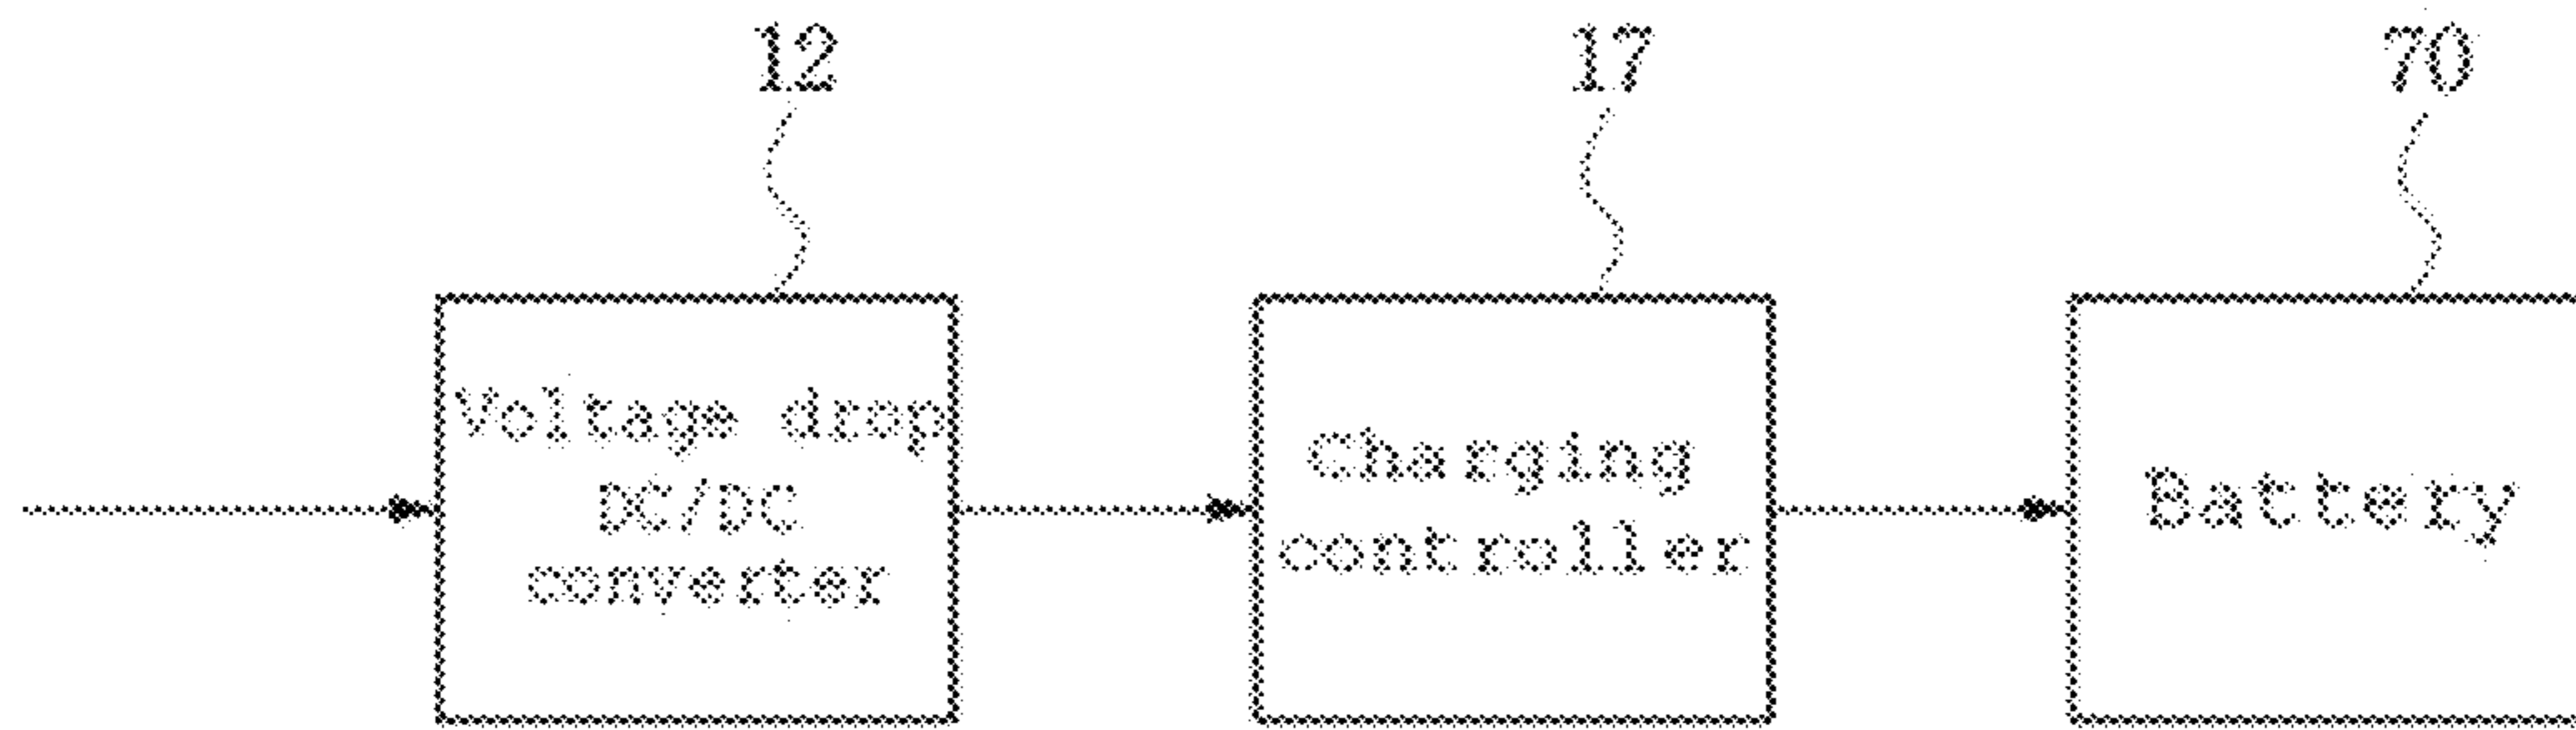 12
17
70
Voltage drop
DC/DC
converter
Charging
controller
Battery